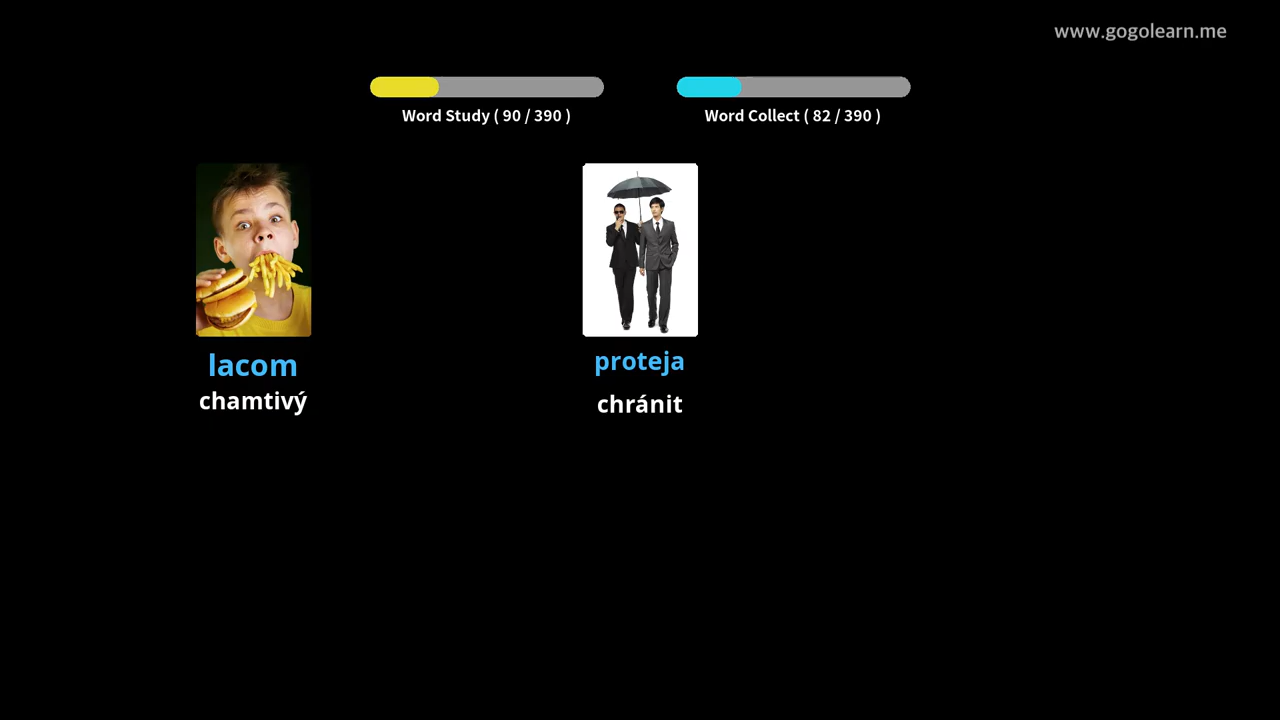 www.gogolearn.me
Word Study ( 90 / 390 )
Word Collect ( 82 / 390 )
lacom
chamtivý
proteja
chránit